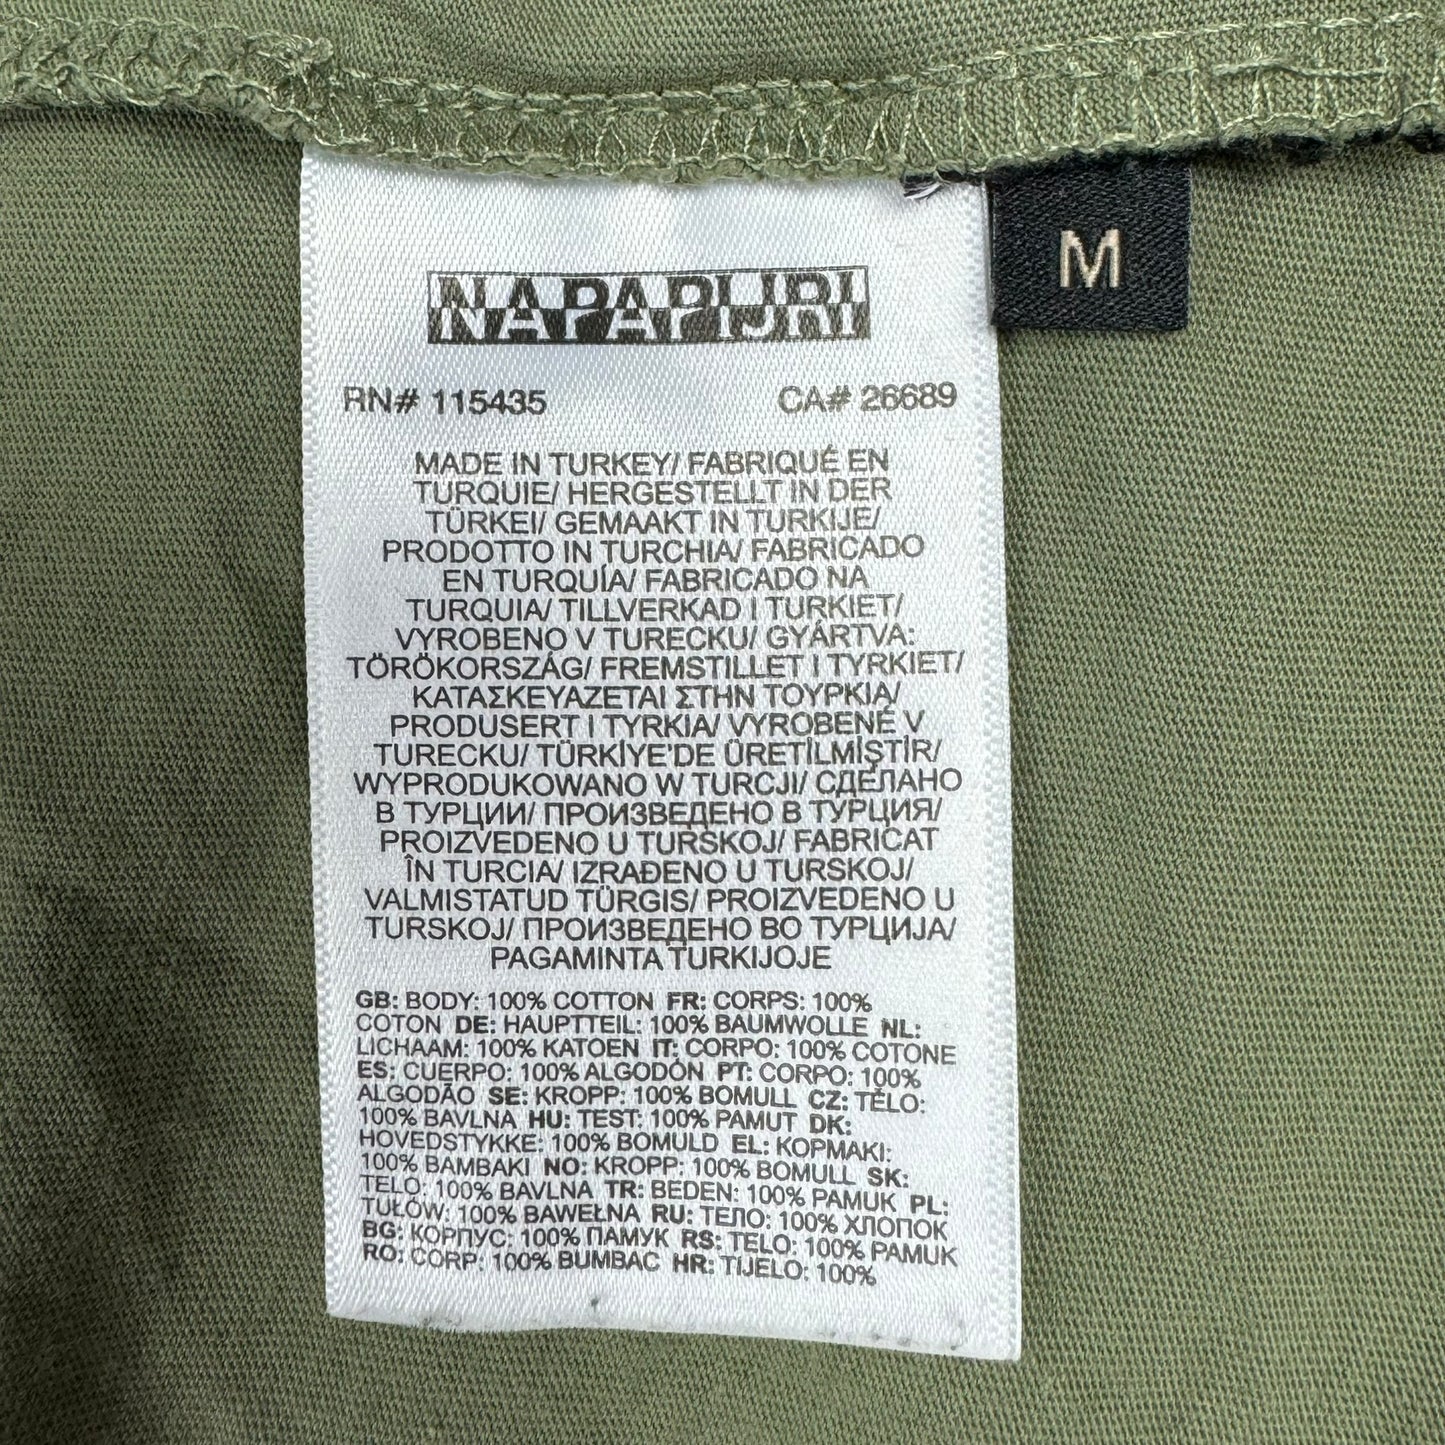 NAPAPIJRI
M
RN# 115435 CA# 26689
MADE IN TURKEY/ FABRIQUÉ EN
TURQUIE/ HERGESTELLT IN DER
TÜRKEI/ GEMAAKT IN TURKIJE/
PRODOTTO IN TURCHIA/ FABRICADO
EN TURQUÍA/ FABRICADO NA
TURQUIA/ TILLVERKAD I TURKIET/
VYROBENO V TURECKU/ GYÁRTVA:
TÖRÖKORSZÁG/ FREMSTILLET I TYRKIET/
ΚΑΤΑΣΚΕΥΑΖΕΤΑΙ ΣΤΗΝ ΤΟΥΡΚΙΑ/
PRODUSERT I TYRKIA/ VYROBENÉ V
TURECKU/ TÜRKİYE'DE ÜRETİLMİŞTİR/
WYPRODUKOWANO W TURCJI/ СДЕЛАНО
В ТУРЦИИ/ ПРОИЗВЕДЕНО В ТУРЦИЯ/
PROIZVEDENO U TURSKOJ/ FABRICAT
ÎN TURCIA/ IZRAĐENO U TURSKOJ/
VALMISTATUD TÜRGIS/ PROIZVEDENO U
TURSKOJ/ ПРОИЗВЕДЕНО ВО ТУРЦИЈА/
PAGAMINTA TURKIJOJE
GB: BODY: 100% COTTON FR: CORPS: 100%
COTON DE: HAUPTTEIL: 100% BAUMWOLLE NL:
LICHAAM: 100% KATOEN IT: CORPO: 100% COTONE
ES: CUERPO: 100% ALGODÓN PT: CORPO: 100%
ALGODÃO SE: KROPP: 100% BOMULL CZ: TĚLO:
100% BAVLNA HU: TEST: 100% PAMUT DK:
HOVEDSTYKKE: 100% BOMULD EL: ΚΟΡΜΑΚΙ:
100% ΒΑΜΒΑΚΙ NO: KROPP: 100% BOMULL SK:
TELO: 100% BAVLNA TR: BEDEN: 100% PAMUK PL:
TUŁÓW: 100% BAWEŁNA RU: ТЕЛО: 100% ХЛОПОК
BG: КОРПУС: 100% ПАМУК RS: TELO: 100% PAMUK
RO: CORP: 100% BUMBAC HR: TIJELO: 100%